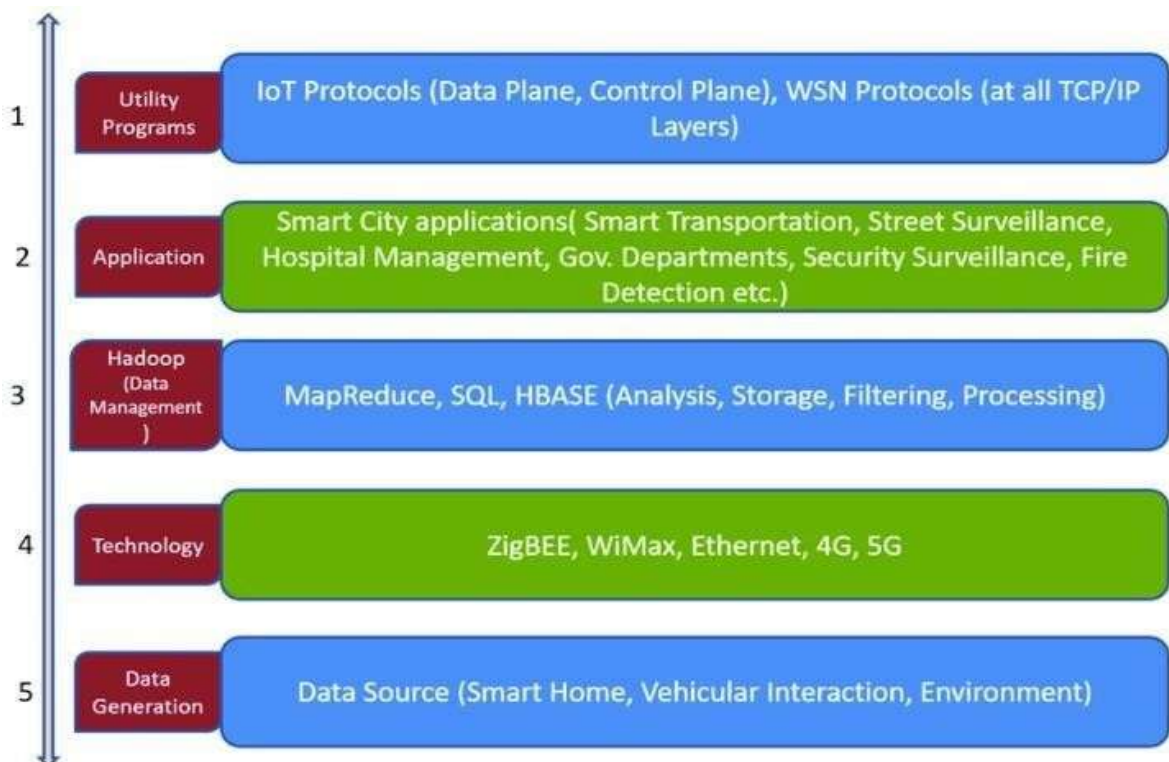 1
Utility
Programs
IoT Protocols (Data Plane, Control Plane), WSN Protocols (at all TCP/IP
Layers)
2
Application
Smart City applications( Smart Transportation, Street Surveillance,
Hospital Management, Gov. Departments, Security Surveillance, Fire
Detection etc.)
3
Hadoop
(Data
Management
)
MapReduce, SQL, HBASE (Analysis, Storage, Filtering, Processing)
4
Technology
ZigBEE, WiMax, Ethernet, 4G, 5G
5
Data
Generation
Data Source (Smart Home, Vehicular Interaction, Environment)